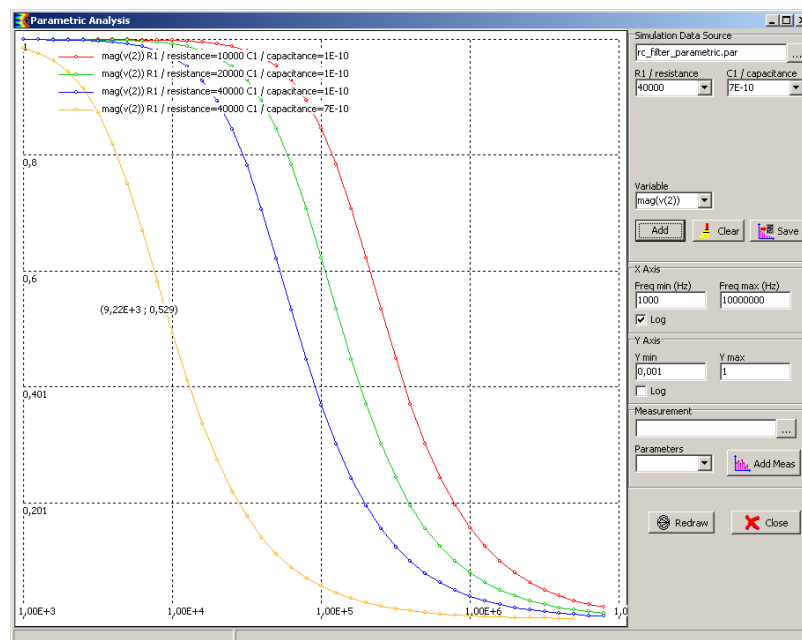 Parametric Analysis
1
mag(v(2)) R1 / resistance=10000 C1 / capacitance=1E-10
mag(v(2)) R1 / resistance=20000 C1 / capacitance=1E-10
mag(v(2)) R1 / resistance=40000 C1 / capacitance=1E-10
mag(v(2)) R1 / resistance=40000 C1 / capacitance=7E-10
0,8
0,6
(9,22E+3 ; 0,529)
0,401
0,201
1,00E+3
1,00E+4
1,00E+5
1,00E+6
1,0
Simulation Data Source
rc_filter_parametric.par
...
R1 / resistance
C1 / capacitance
40000
7E-10
Variable
mag(v(2))
Add
Clear
Save
X Axis
Freq min (Hz)
Freq max (Hz)
1000
10000000
Log
Y Axis
Y min
Y max
0,001
1
Log
Measurement
...
Parameters
Add Meas
Redraw
Close